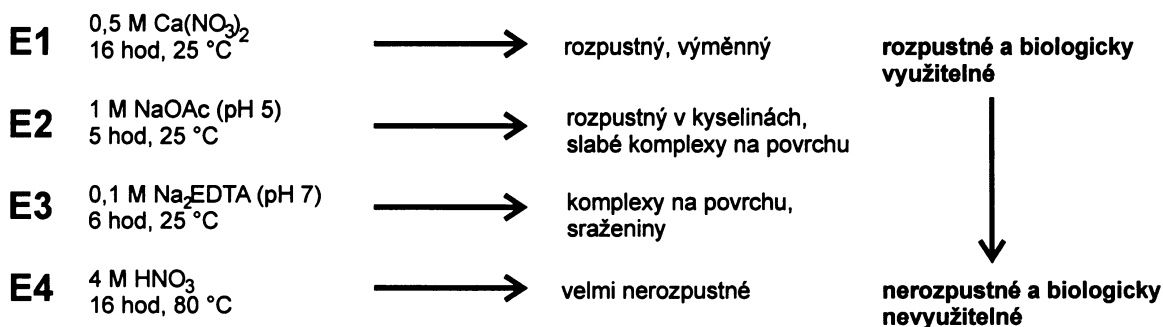 E1
0,5 M Ca(NO3)2
16 hod, 25 °C
rozpustný, výměnný
rozpustné a biologicky
využitelné
E2
1 M NaOAc (pH 5)
5 hod, 25 °C
rozpustný v kyselinách,
slabé komplexy na povrchu
E3
0,1 M Na2EDTA (pH 7)
6 hod, 25 °C
komplexy na povrchu,
sraženiny
E4
4 M HNO3
16 hod, 80 °C
velmi nerozpustné
nerozpustné a biologicky
nevyužitelné